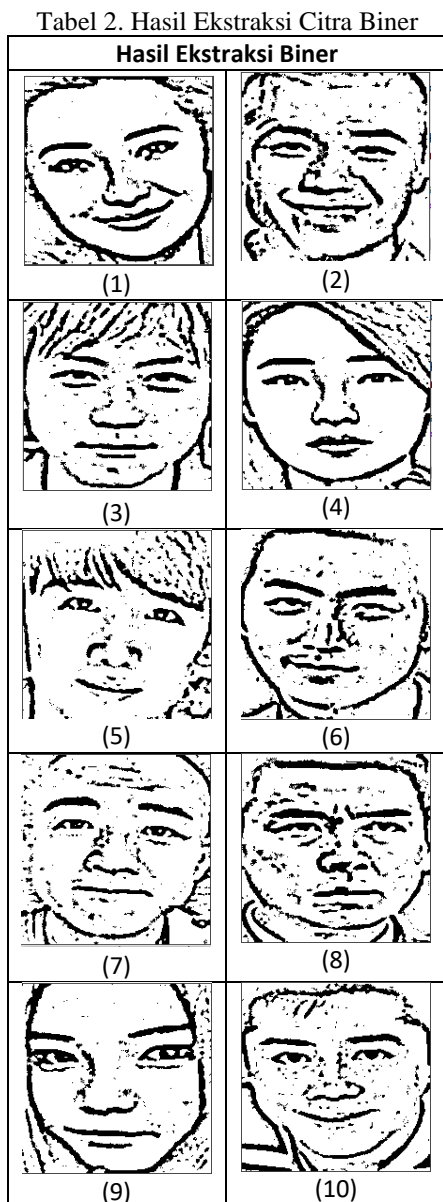 Tabel 2. Hasil Ekstraksi Citra Biner
Hasil Ekstraksi Biner
(1) (2)
(3) (4)
(5) (6)
(7) (8)
(9) (10)